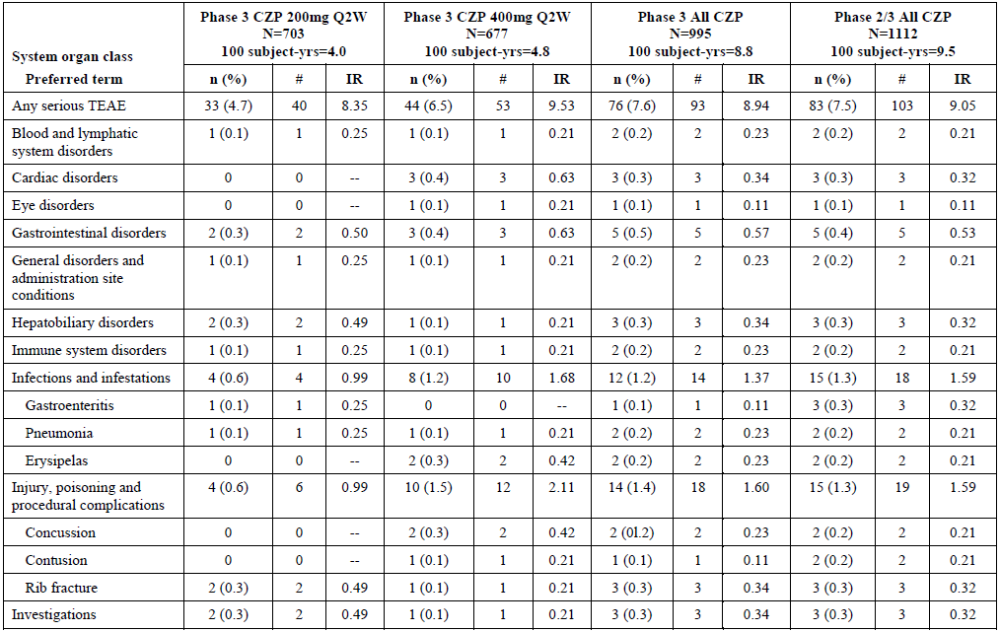 System organ class
Preferred term
Phase 3 CZP 200mg Q2W
N=703
100 subject-yrs=4.0
Phase 3 CZP 400mg Q2W
N=677
100 subject-yrs=4.8
Phase 3 All CZP
N=995
100 subject-yrs=8.8
Phase 2/3 All CZP
N=1112
100 subject-yrs=9.5
n (%) # IR n (%) # IR n (%) # IR n (%) # IR
Any serious TEAE 33 (4.7) 40 8.35 44 (6.5) 53 9.53 76 (7.6) 93 8.94 83 (7.5) 103 9.05
Blood and lymphatic 1 (0.1) 1 0.25 1 (0.1) 1 0.21 2 (0.2) 2 0.23 2 (0.2) 2 0.21
system disorders
Cardiac disorders 0 0 -- 3 (0.4) 3 0.63 3 (0.3) 3 0.34 3 (0.3) 3 0.32
Eye disorders 0 0 -- 1 (0.1) 1 0.21 1 (0.1) 1 0.11 1 (0.1) 1 0.11
Gastrointestinal disorders 2 (0.3) 2 0.50 3 (0.4) 3 0.63 5 (0.5) 5 0.57 5 (0.4) 5 0.53
General disorders and 1 (0.1) 1 0.25 1 (0.1) 1 0.21 2 (0.2) 2 0.23 2 (0.2) 2 0.21
administration site
conditions
Hepatobiliary disorders 2 (0.3) 2 0.49 1 (0.1) 1 0.21 3 (0.3) 3 0.34 3 (0.3) 3 0.32
Immune system disorders 1 (0.1) 1 0.25 1 (0.1) 1 0.21 2 (0.2) 2 0.23 2 (0.2) 2 0.21
Infections and infestations 4 (0.6) 4 0.99 8 (1.2) 10 1.68 12 (1.2) 14 1.37 15 (1.3) 18 1.59
Gastroenteritis 1 (0.1) 1 0.25 0 0 -- 1 (0.1) 1 0.11 3 (0.3) 3 0.32
Pneumonia 1 (0.1) 1 0.25 1 (0.1) 1 0.21 2 (0.2) 2 0.23 2 (0.2) 2 0.21
Erysipelas 0 0 -- 2 (0.3) 2 0.42 2 (0.2) 2 0.23 2 (0.2) 2 0.21
Injury, poisoning and 4 (0.6) 6 0.99 10 (1.5) 12 2.11 14 (1.4) 18 1.60 15 (1.3) 19 1.59
procedural complications
Concussion 0 0 -- 2 (0.3) 2 0.42 2 (0l.2) 2 0.23 2 (0.2) 2 0.21
Contusion 0 0 -- 1 (0.1) 1 0.21 1 (0.1) 1 0.11 2 (0.2) 2 0.21
Rib fracture 2 (0.3) 2 0.49 1 (0.1) 1 0.21 3 (0.3) 3 0.34 3 (0.3) 3 0.32
Investigations 2 (0.3) 2 0.49 1 (0.1) 1 0.21 3 (0.3) 3 0.34 3 (0.3) 3 0.32